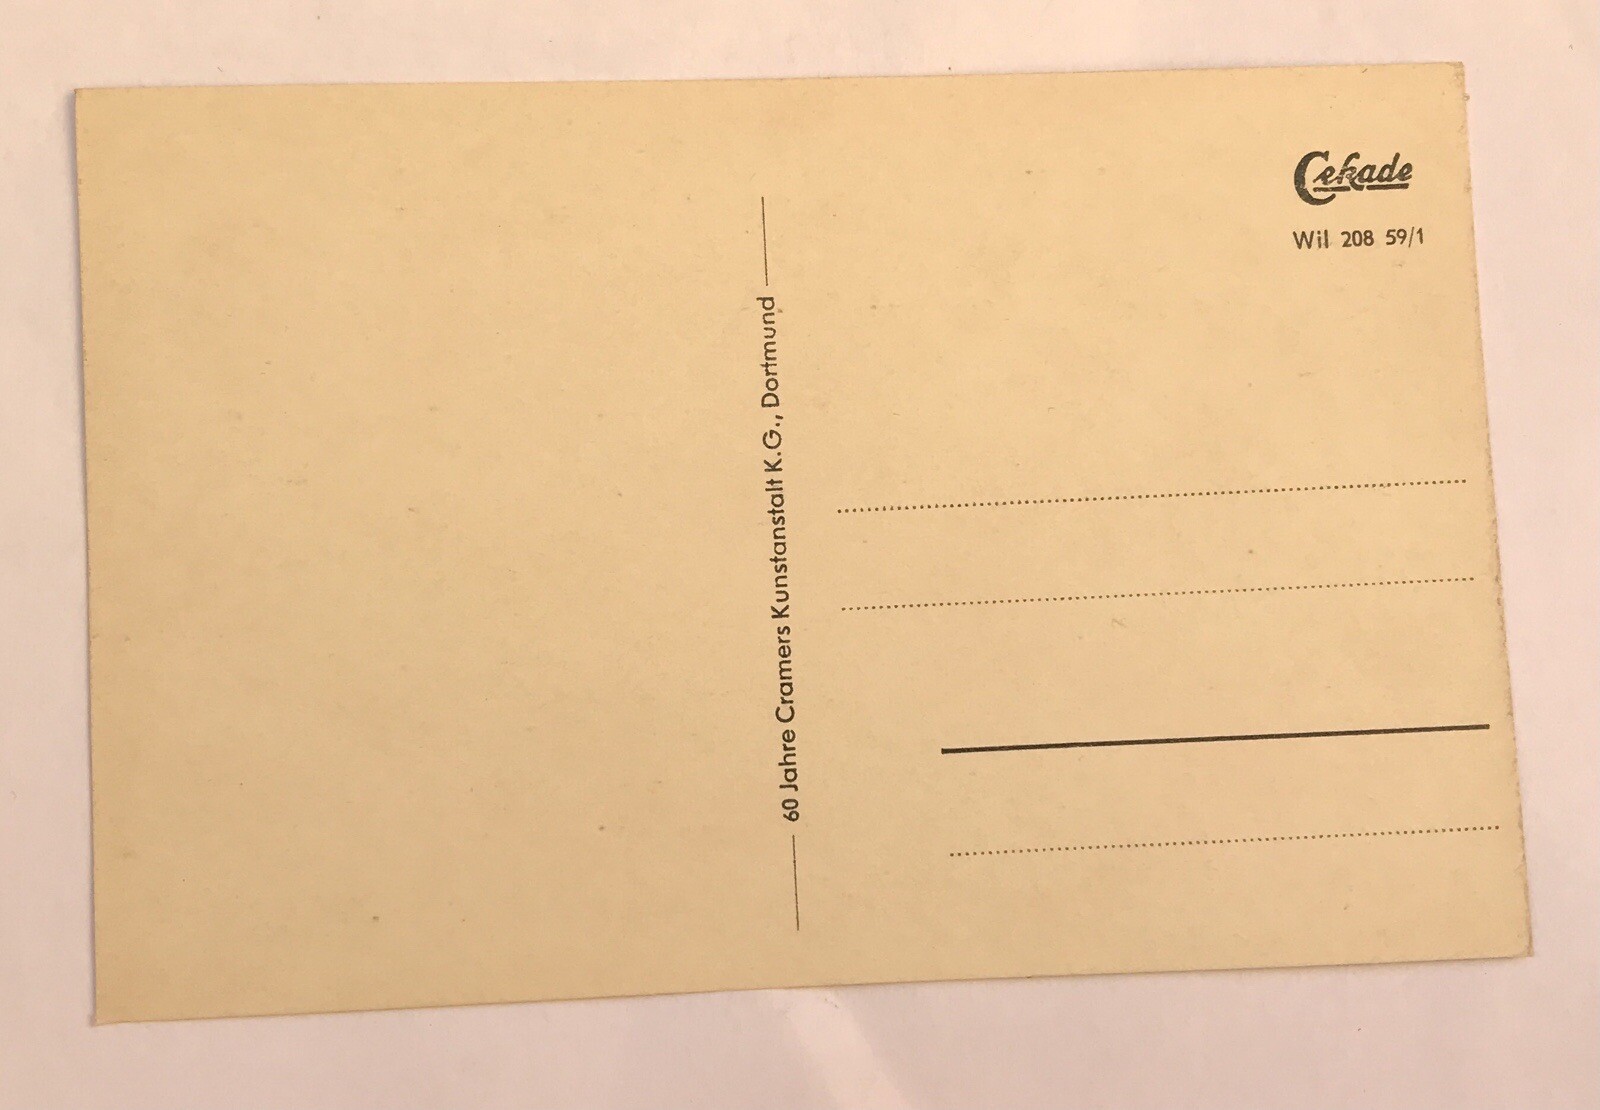 Cekade
Wil 208 59/1
60 Jahre Cramers Kunstanstalt K.G., Dortmund